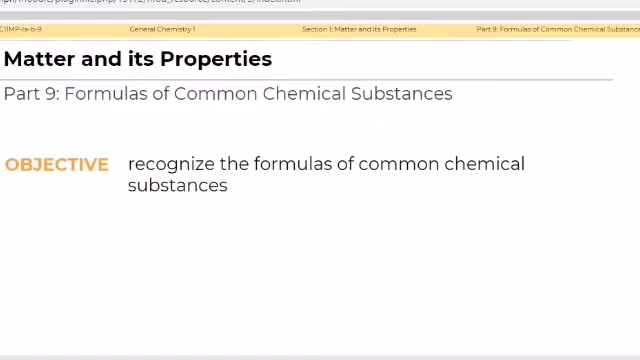 C11MP-Ia-b-9 General Chemistry 1 Section 1: Matter and its Properties Part 9: Formulas of Common Chemical Substances
Matter and its Properties
Part 9: Formulas of Common Chemical Substances
OBJECTIVE recognize the formulas of common chemical
substances